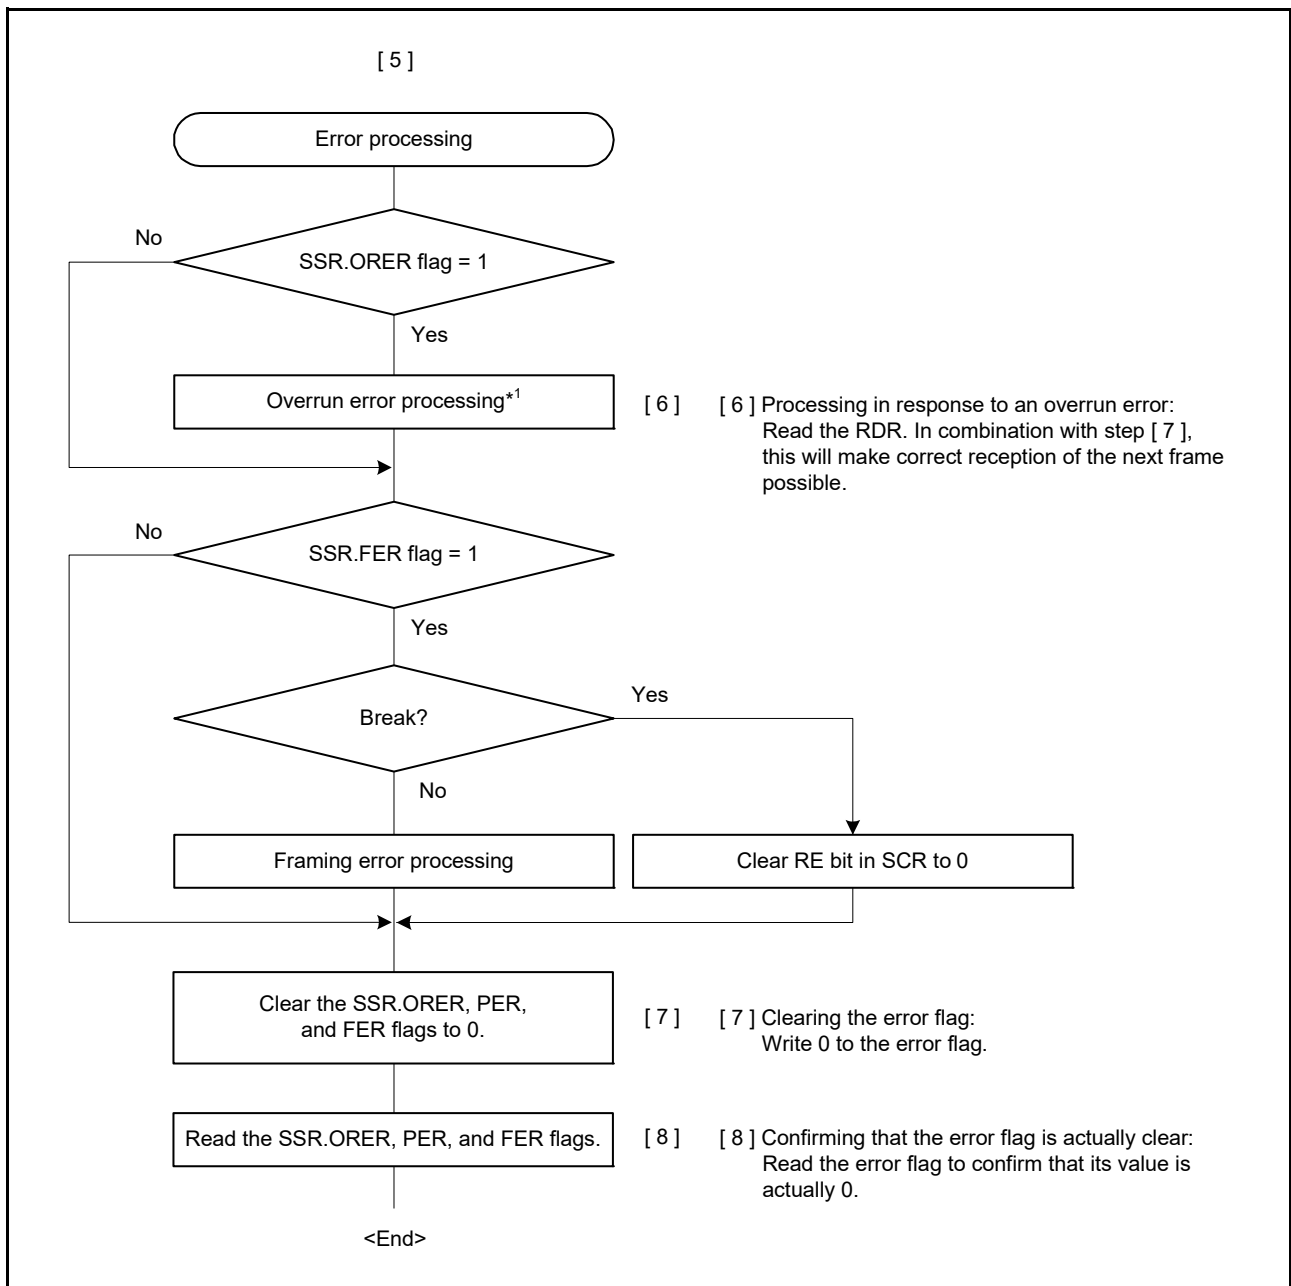 [ 5 ]
Error processing
No
SSR.ORER flag = 1
Yes
Overrun error processing*1
[ 6 ]
[ 6 ] Processing in response to an overrun error:
Read the RDR. In combination with step [ 7 ],
this will make correct reception of the next frame
possible.
No
SSR.FER flag = 1
Yes
Break?
Yes
No
Framing error processing
Clear RE bit in SCR to 0
Clear the SSR.ORER, PER,
and FER flags to 0.
[ 7 ]
[ 7 ] Clearing the error flag:
Write 0 to the error flag.
Read the SSR.ORER, PER, and FER flags.
[ 8 ]
[ 8 ] Confirming that the error flag is actually clear:
Read the error flag to confirm that its value is
actually 0.
<End>